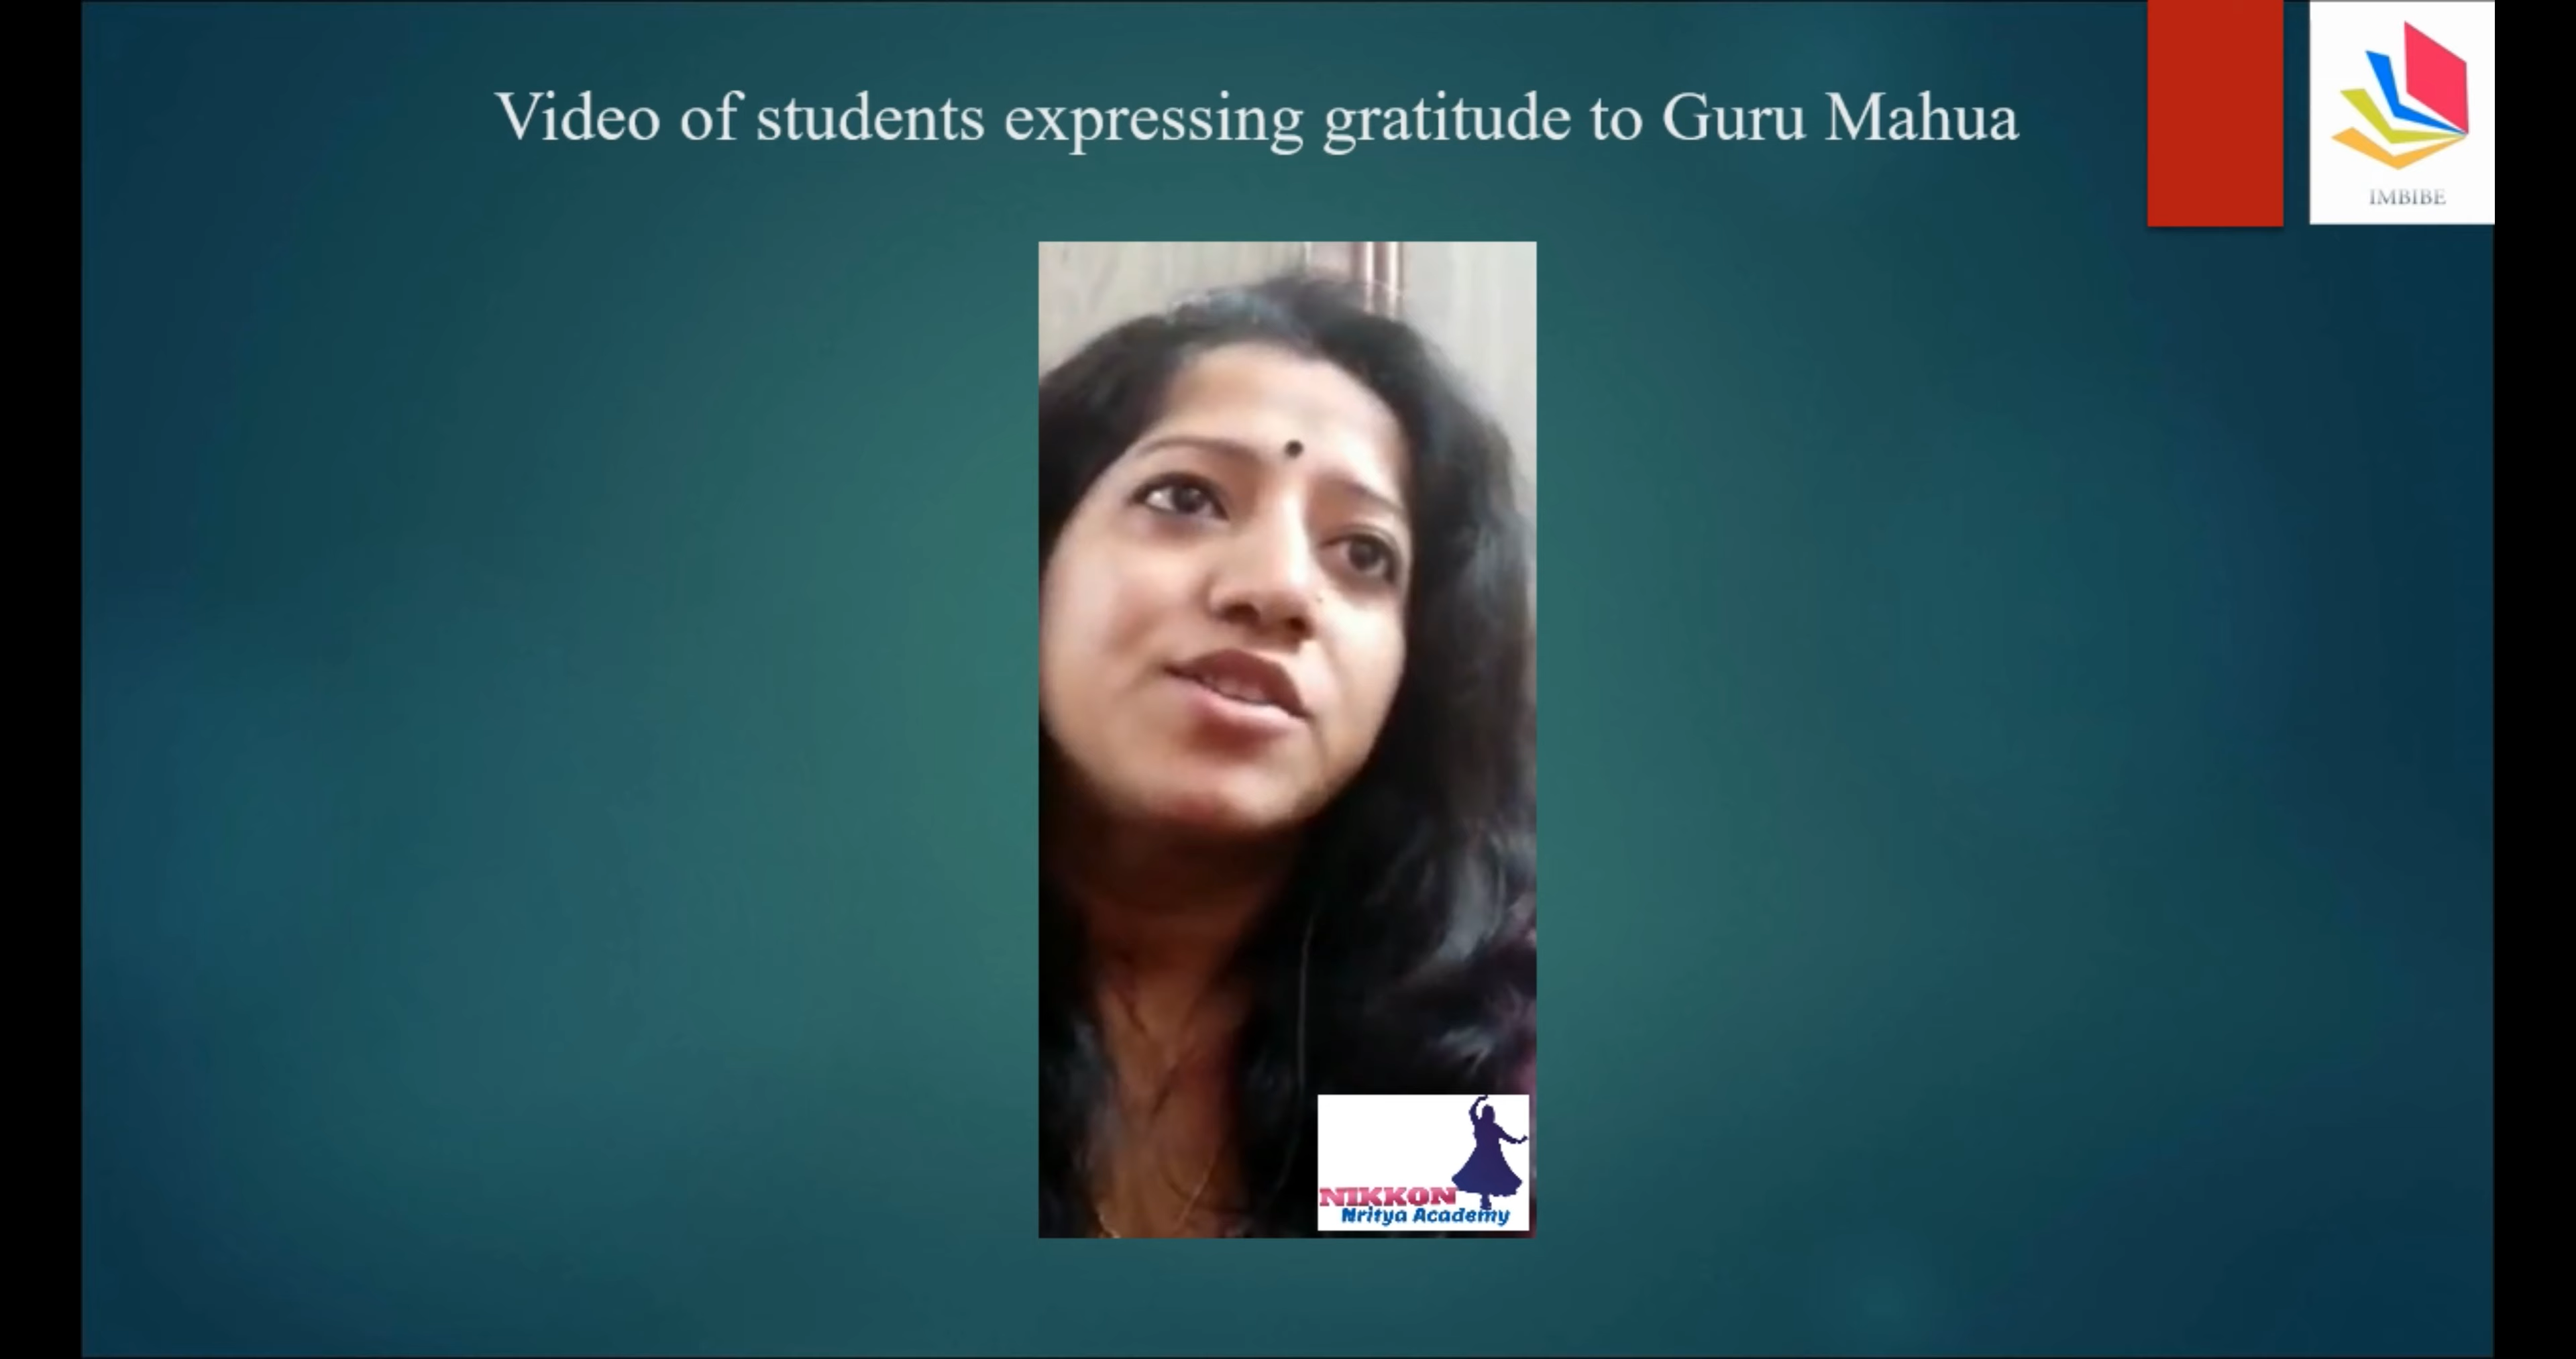 Video of students expressing gratitude to Guru Mahua
IMBIBE
NIKKON
Nritya Academy